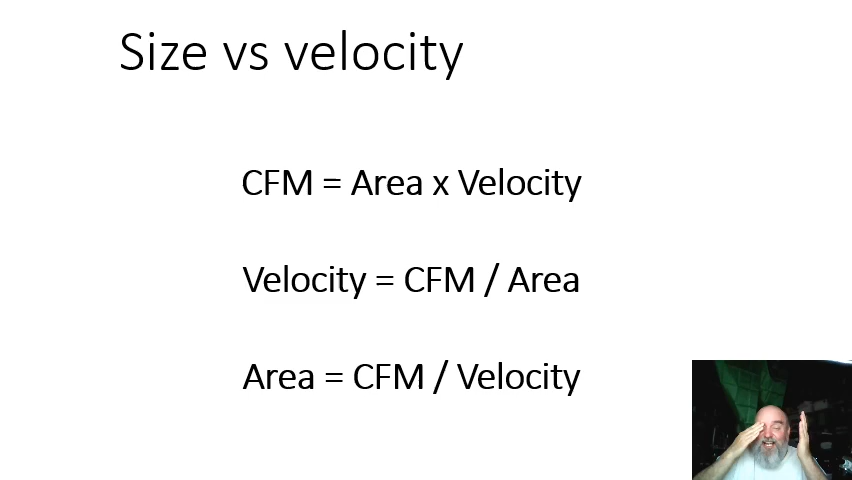 Size vs velocity
CFM = Area x Velocity
Velocity = CFM / Area
Area = CFM / Velocity